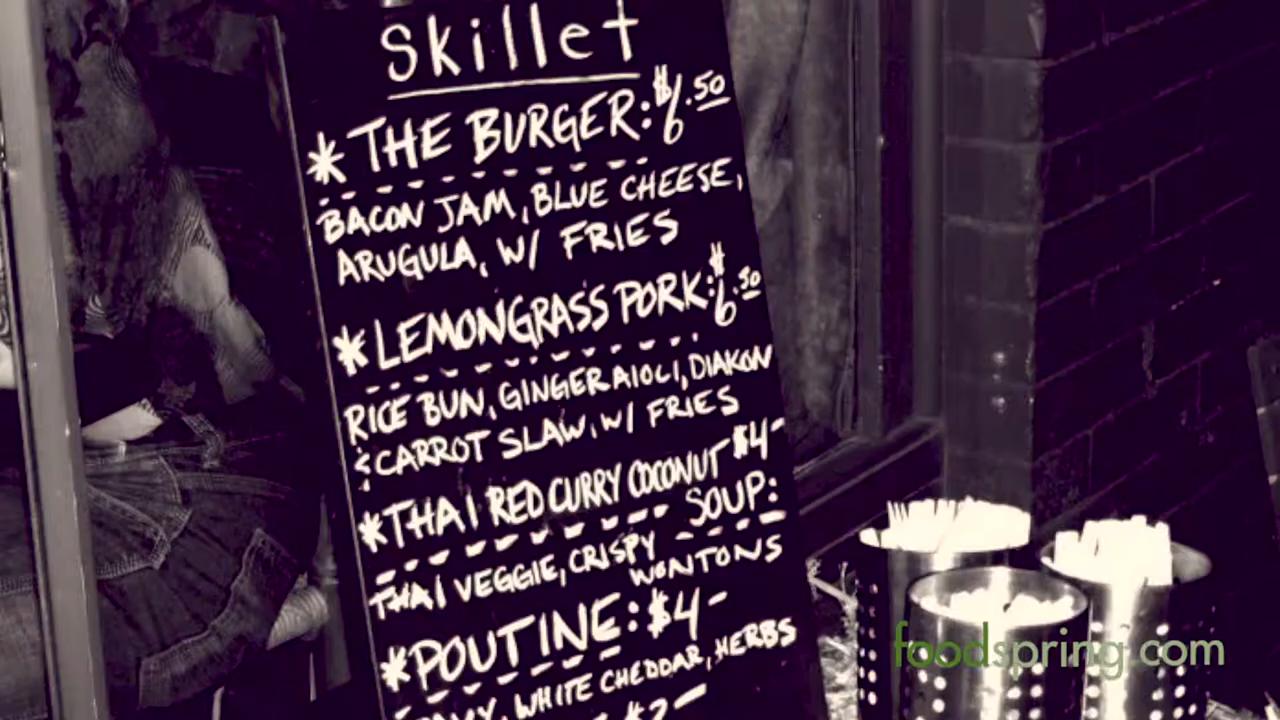 Skillet
* THE BURGER: $6.50
BACON JAM, BLUE CHEESE,
ARUGULA, W/ FRIES
* LEMONGRASS PORK: $6.50
RICE BUN, GINGER AIOLI, DIAKON
& CARROT SLAW, W/ FRIES
* THAI RED CURRY COCONUT $4-
SOUP:
THAI VEGGIE, CRISPY
WONTONS
* POUTINE: $4-
WHITE CHEDDAR, HERBS
foodspring.com